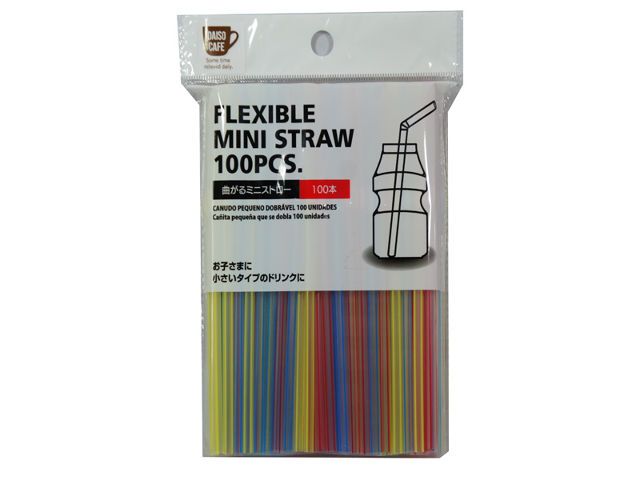 DAISO
CAFE
Some time
relaxed daily.
FLEXIBLE
MINI STRAW
100PCS.
曲がるミニストロー 100本
CANUDO PEQUENO DOBRÁVEL 100 UNIDADES
Cañita pequeña que se dobla 100 unidades
お子さまに
小さいタイプのドリンクに